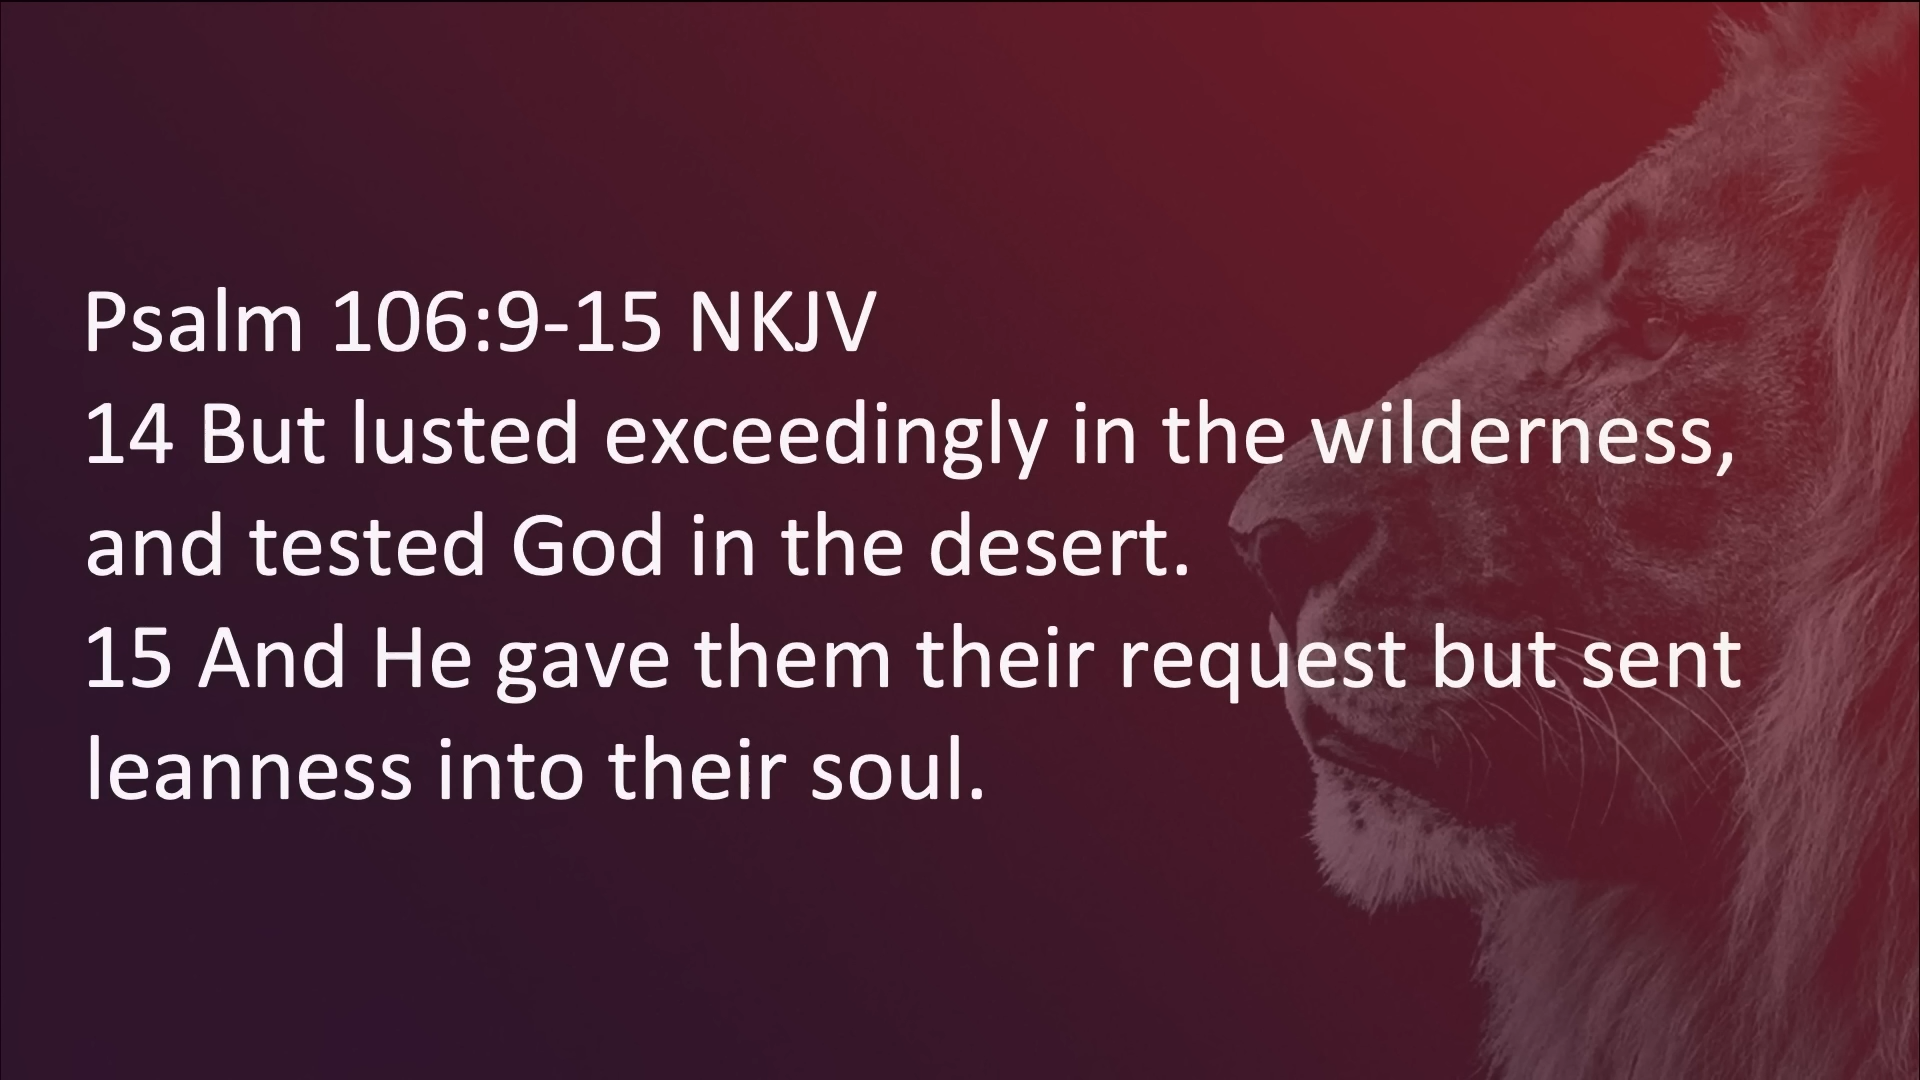 Psalm 106:9-15 NKJV
14 But lusted exceedingly in the wilderness,
and tested God in the desert.
15 And He gave them their request but sent
leanness into their soul.